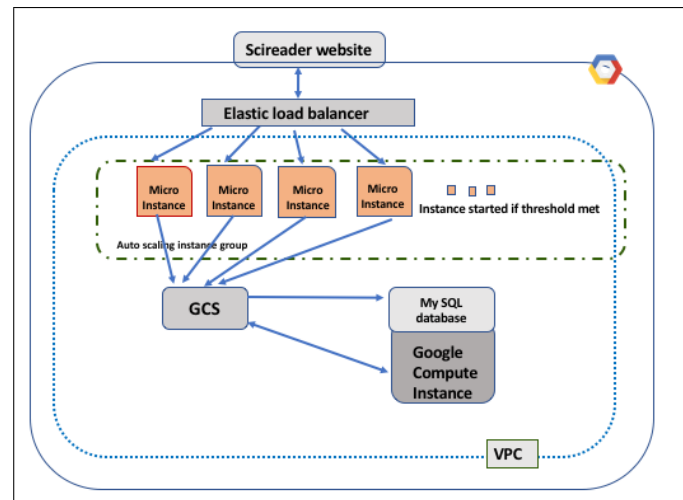 Scireader website
Elastic load balancer
Micro
Instance
Micro
Instance
Micro
Instance
Micro
Instance
Instance started if threshold met
Auto scaling instance group
GCS
My SQL
database
Google
Compute
Instance
VPC